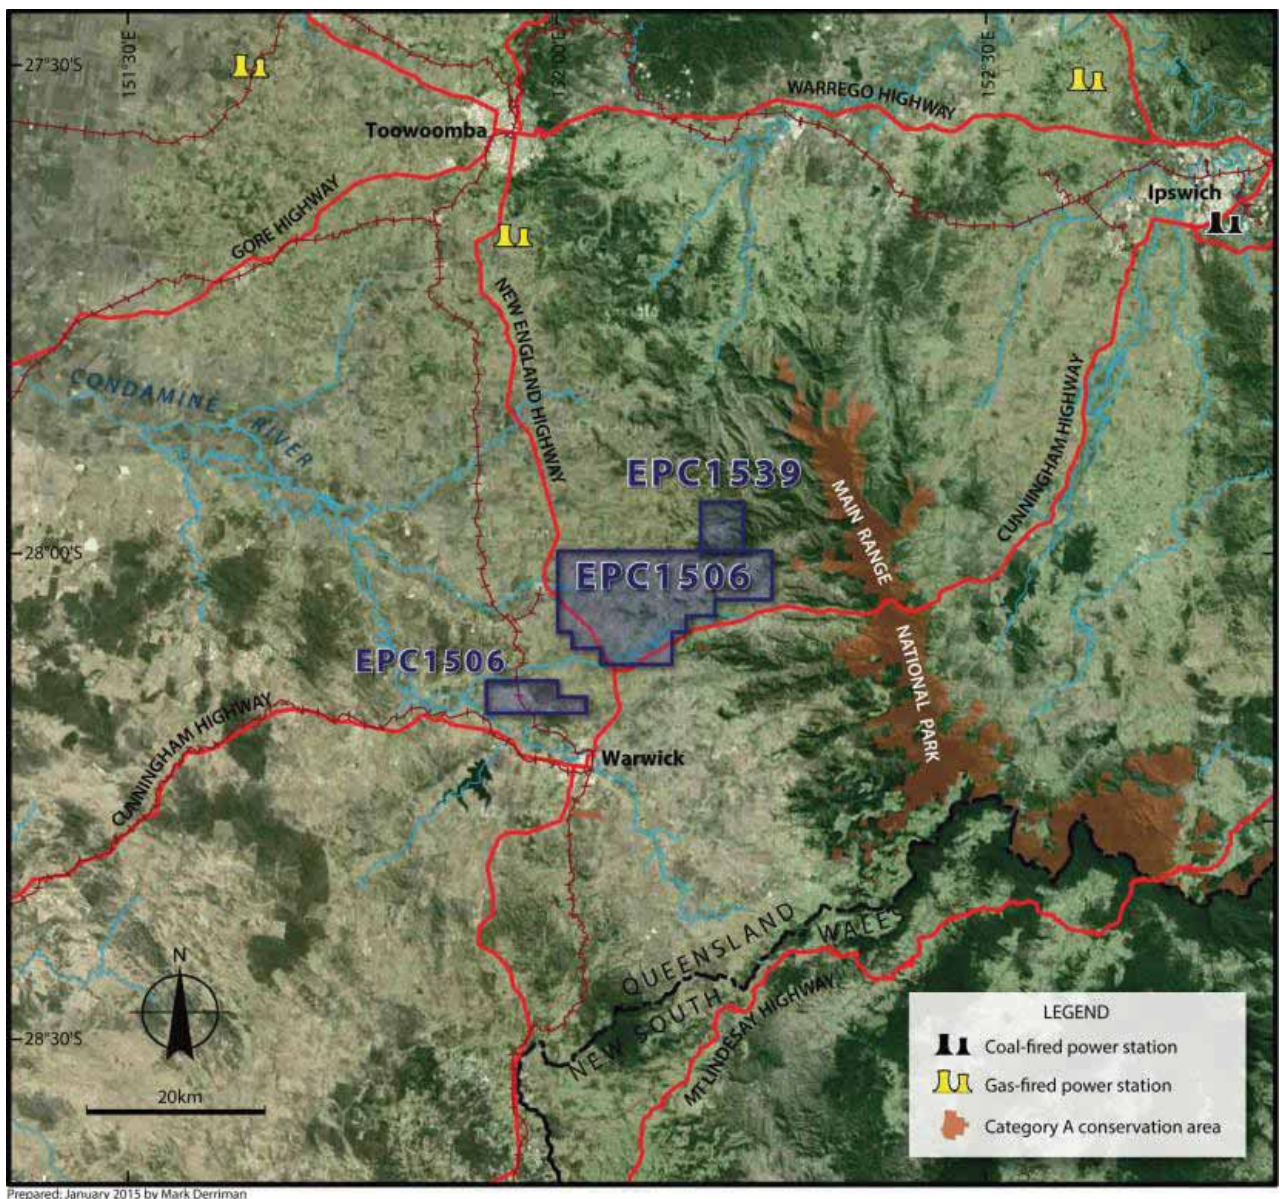 151°30'E
152°00'E
152°30'E
27°30'S
WARREGO HIGHWAY
Toowoomba
Ipswich
GORE HIGHWAY
NEW ENGLAND HIGHWAY
CONDAMINE
RIVER
CUNNINGHAM HIGHWAY
EPC1539
MAIN RANGE
28°00'S
EPC1506
NATIONAL PARK
EPC1506
CUNNINGHAM HIGHWAY
Warwick
QUEENSLAND
NEW SOUTH WALES
MT LINDESAY HIGHWAY
N
28°30'S
20km
LEGEND
Coal-fired power station
Gas-fired power station
Category A conservation area
Prepared: January 2015 by Mark Derriman